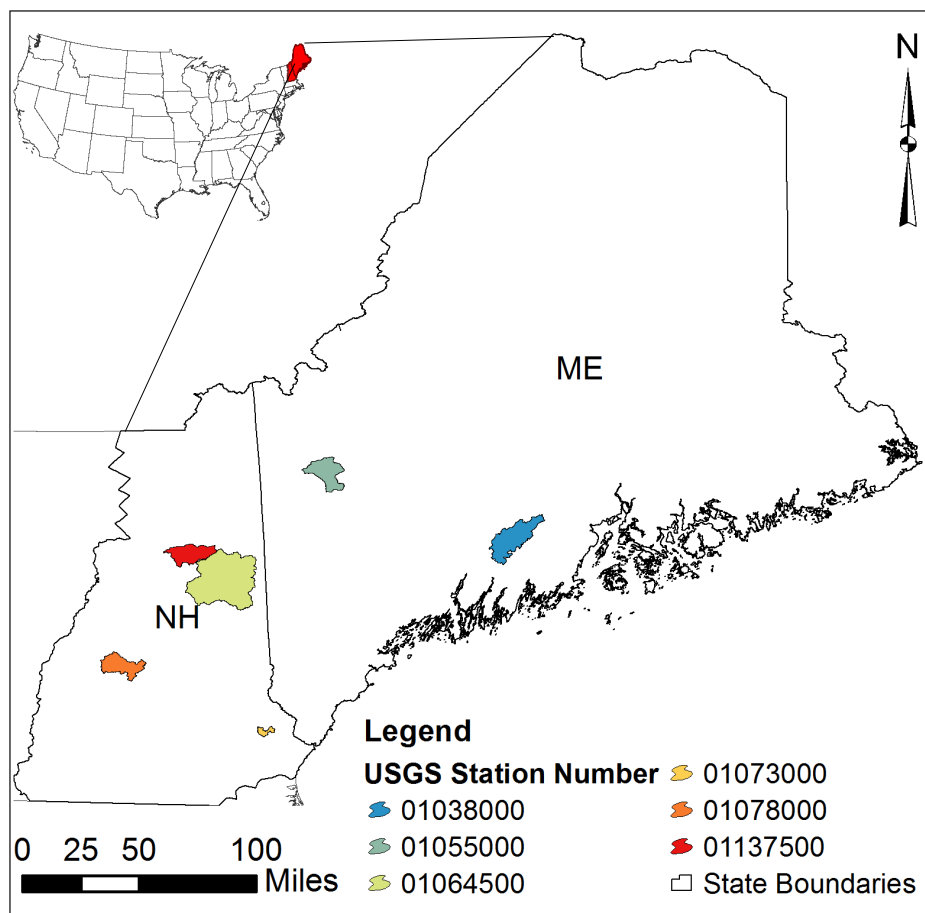 N
ME
NH
Legend
USGS Station Number
01038000
01055000
01064500
01073000
01078000
01137500
State Boundaries
0 25 50 100
Miles